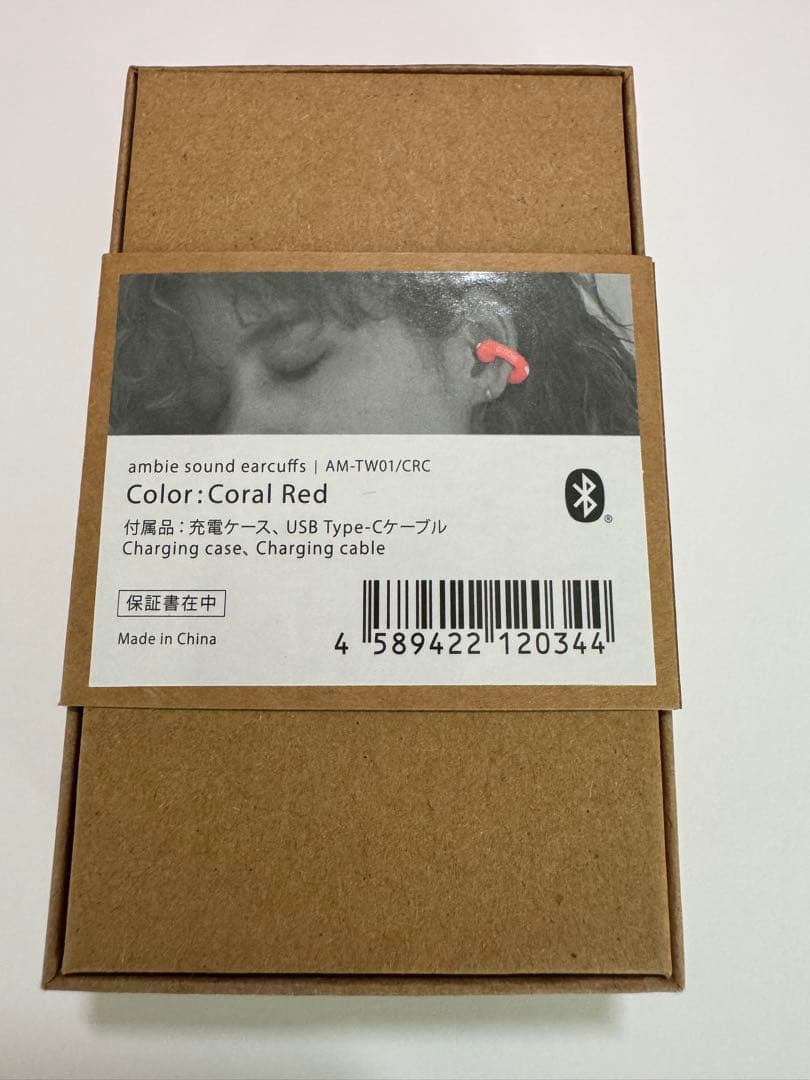 ambie
ambie sound earcuffs | AM-TW01/CRC
Color : Coral Red
付属品：充電ケース、USB Type-Cケーブル
Charging case、Charging cable
保証書在中
Made in China
4 589422 120344